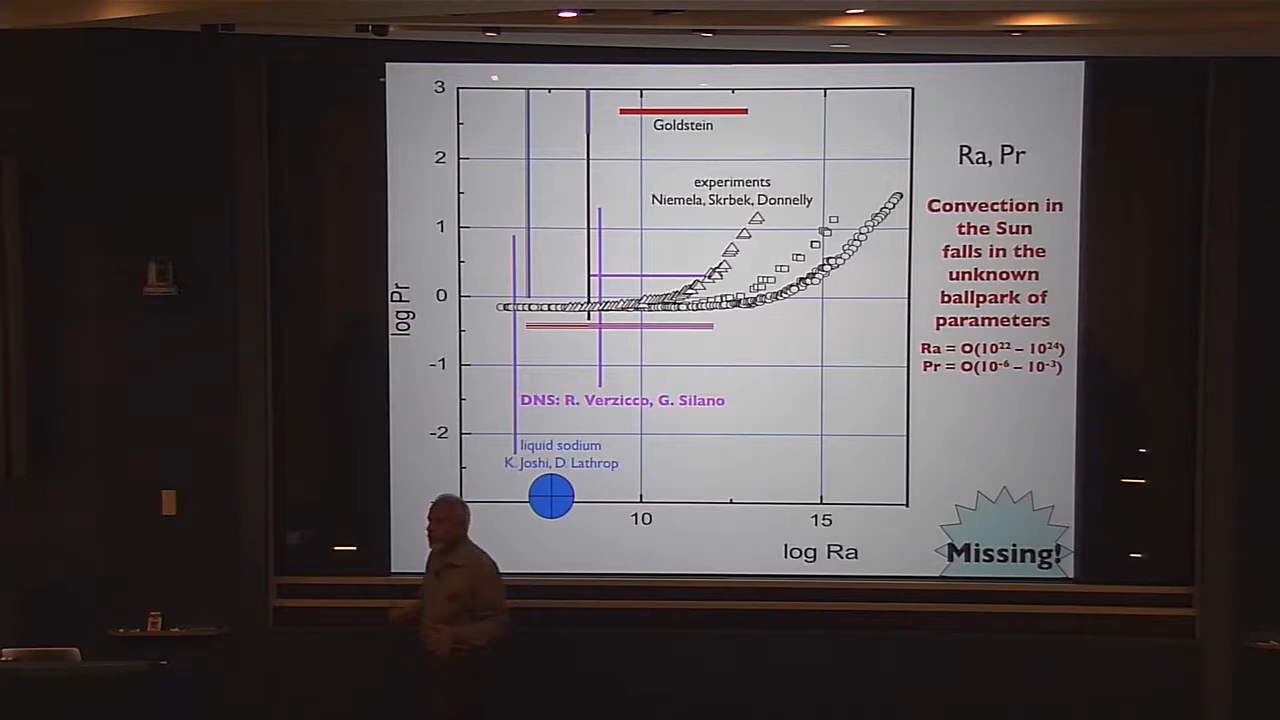 3
2
1
0
-1
-2
log Pr
Goldstein
experiments
Niemela, Skrbek, Donnelly
DNS: R. Verzicco, G. Silano
liquid sodium
K. Joshi, D. Lathrop
10
15
log Ra
Ra, Pr
Convection in
the Sun
falls in the
unknown
ballpark of
parameters
Ra = O(10²² – 10²⁴)
Pr = O(10⁻⁶ – 10⁻³)
Missing!